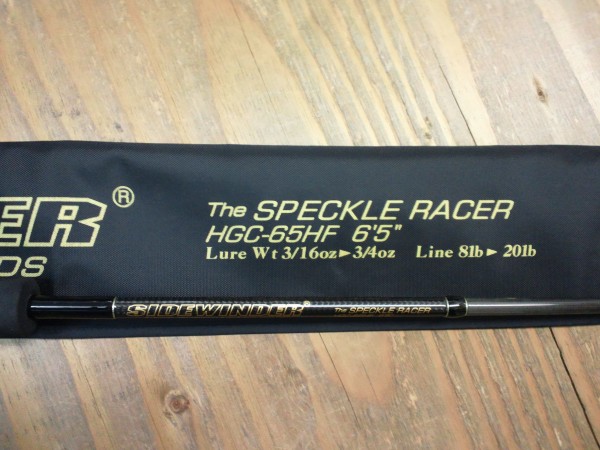 ER®
DS
The SPECKLE RACER
HGC-65HF 6'5"
Lure Wt 3/16oz►3/4oz Line 8lb►20lb
SIDEWINDER® The SPECKLE RACER